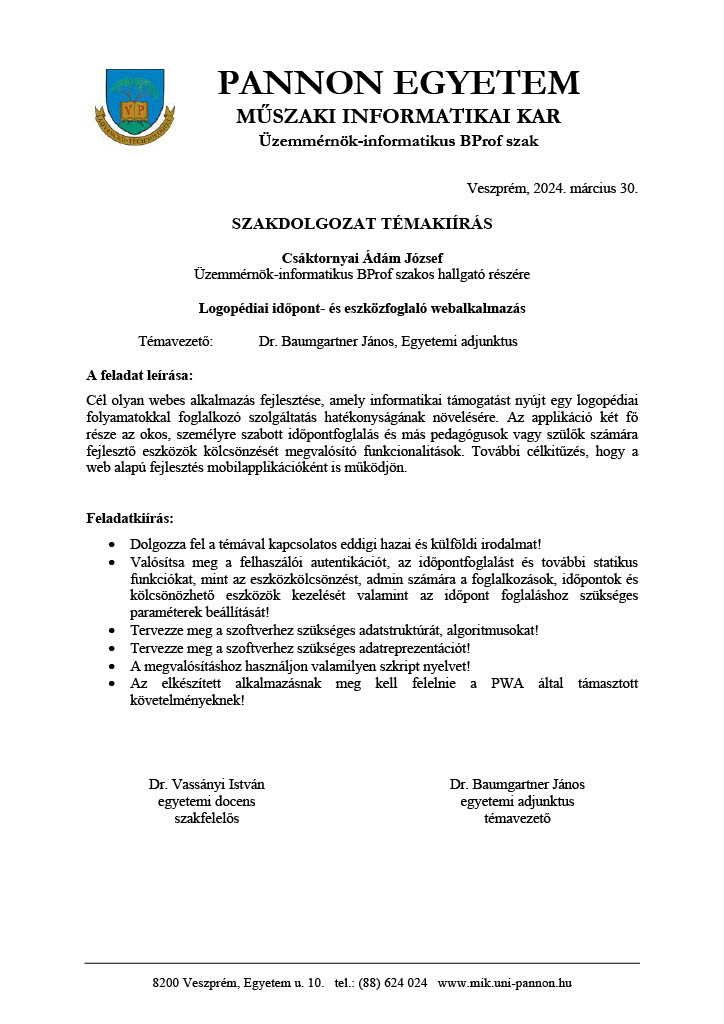 PANNON EGYETEM
MŰSZAKI INFORMATIKAI KAR
Üzemmérnök-informatikus BProf szak
Veszprém, 2024. március 30.
SZAKDOLGOZAT TÉMAKIÍRÁS
Csáktornyai Ádám József
Üzemmérnök-informatikus BProf szakos hallgató részére
Logopédiai időpont- és eszközfoglaló webalkalmazás
Témavezető: Dr. Baumgartner János, Egyetemi adjunktus
A feladat leírása:
Cél olyan webes alkalmazás fejlesztése, amely informatikai támogatást nyújt egy logopédiai
folyamatokkal foglalkozó szolgáltatás hatékonyságának növelésére. Az applikáció két fő
része az okos, személyre szabott időpontfoglalás és más pedagógusok vagy szülők számára
fejlesztő eszközök kölcsönzését megvalósító funkcionalitások. További célkitűzés, hogy a
web alapú fejlesztés mobilapplikációként is működjön.
Feladatkiírás:
• Dolgozza fel a témával kapcsolatos eddigi hazai és külföldi irodalmat!
• Valósítsa meg a felhaszálói autentikációt, az időpontfoglalást és további statikus
funkciókat, mint az eszközkölcsönzést, admin számára a foglalkozások, időpontok és
kölcsönözhető eszközök kezelését valamint az időpont foglaláshoz szükséges
paraméterek beállítását!
• Tervezze meg a szoftverhez szükséges adatstruktúrát, algoritmusokat!
• Tervezze meg a szoftverhez szükséges adatreprezentációt!
• A megvalósításhoz használjon valamilyen szkript nyelvet!
• Az elkészített alkalmazásnak meg kell felelnie a PWA által támasztott
követelményeknek!
Dr. Vassányi István Dr. Baumgartner János
egyetemi docens egyetemi adjunktus
szakfelelős témavezető
8200 Veszprém, Egyetem u. 10. tel.: (88) 624 024 www.mik.uni-pannon.hu